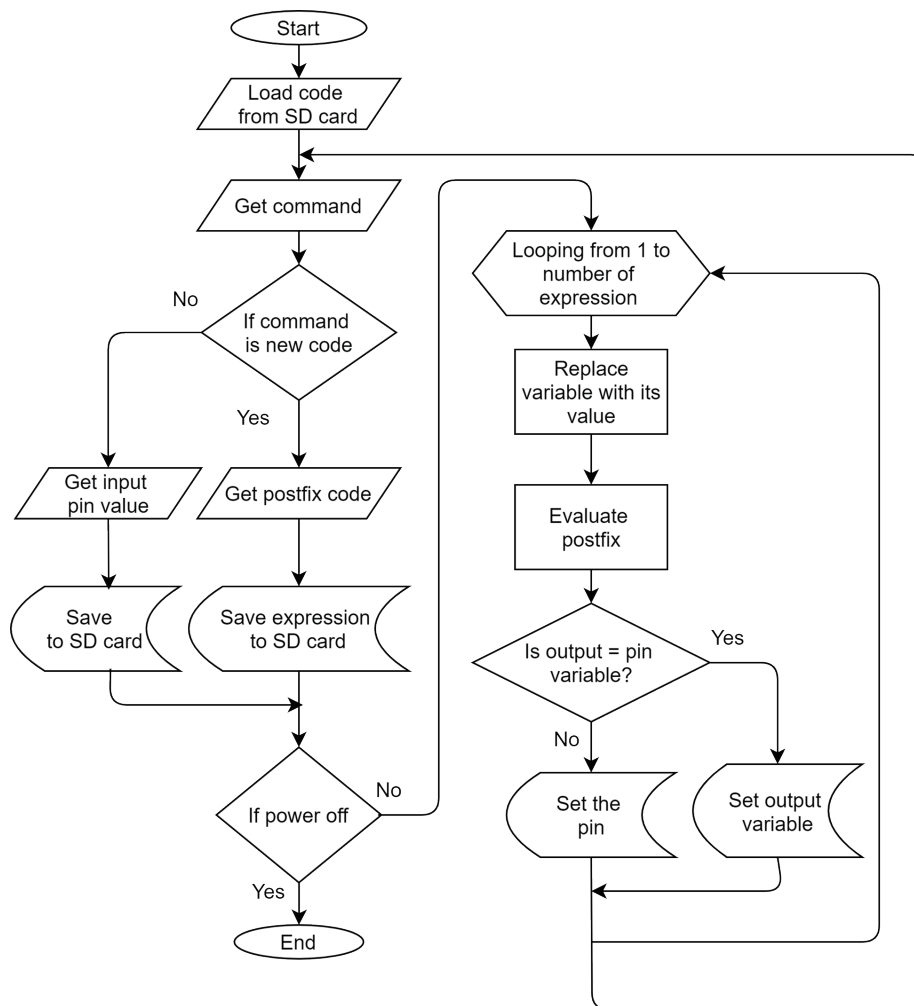 Start
Load code
from SD card
Get command
If command
is new code
No
Yes
Get input
pin value
Get postfix code
Save
to SD card
Save expression
to SD card
If power off
No
Yes
End
Looping from 1 to
number of
expression
Replace
variable with its
value
Evaluate
postfix
Is output = pin
variable?
Yes
No
Set the
pin
Set output
variable